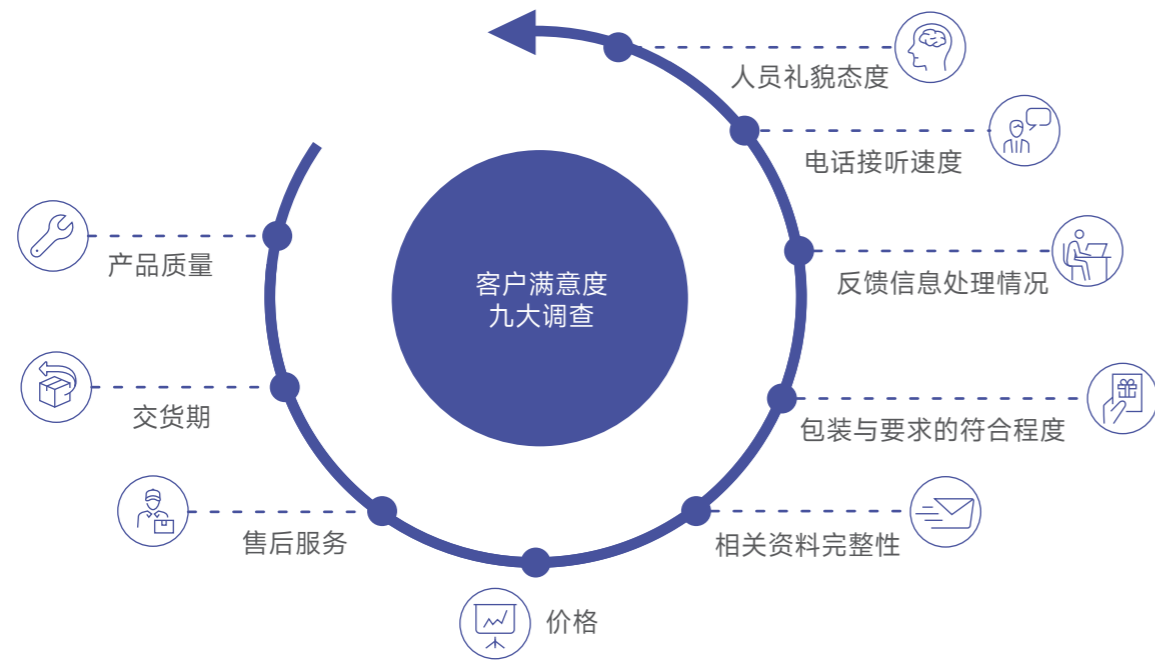 人员礼貌态度
电话接听速度
产品质量
反馈信息处理情况
客户满意度
九大调查
交货期
包装与要求的符合程度
售后服务
相关资料完整性
价格